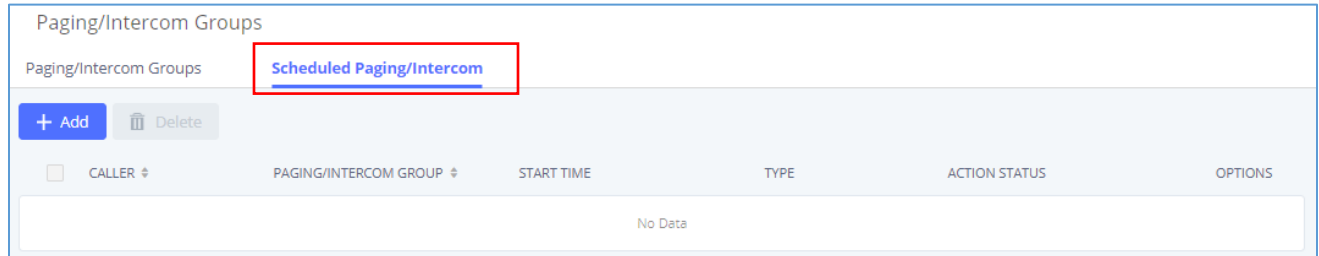 Paging/Intercom Groups
Paging/Intercom Groups Scheduled Paging/Intercom
+ Add Delete
CALLER PAGING/INTERCOM GROUP START TIME TYPE ACTION STATUS OPTIONS
No Data